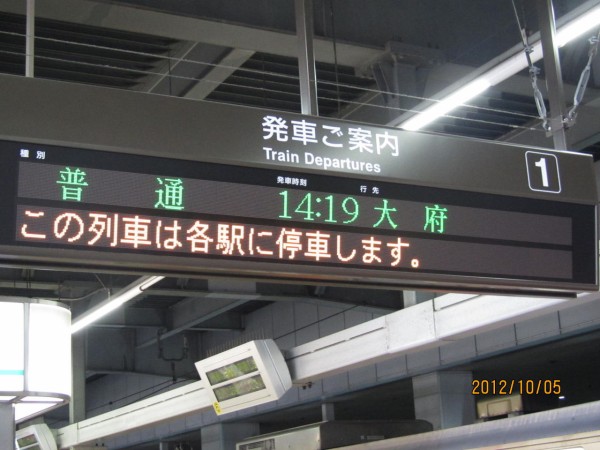 発車ご案内
Train Departures
1
種別 発車時刻 行先
普通 14:19 大府
この列車は各駅に停車します。
2012/10/05